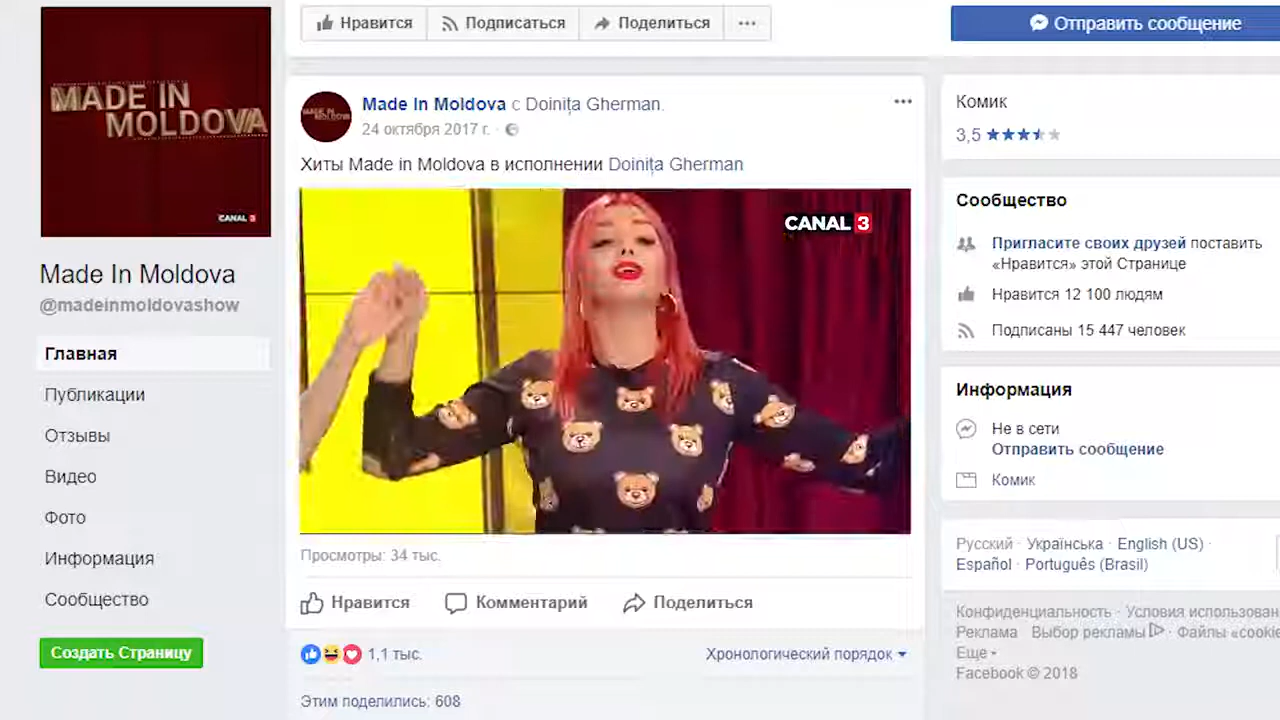 MADE IN
MOLDOVA
CANAL 3
Made In Moldova
@madeinmoldovashow
Главная
Публикации
Отзывы
Видео
Фото
Информация
Сообщество
Создать Страницу
Нравится
Подписаться
Поделиться
Отправить сообщение
MADE IN
MOLDOVA
Made In Moldova с Doinița Gherman.
24 октября 2017 г. ·
Хиты Made in Moldova в исполнении Doinița Gherman
CANAL 3
Просмотры: 34 тыс.
Нравится
Комментарий
Поделиться
1,1 тыс.
Хронологический порядок
Этим поделились: 608
Комик
3,5
Сообщество
Пригласите своих друзей поставить
«Нравится» этой Странице
Нравится 12 100 людям
Подписаны 15 447 человек
Информация
Не в сети
Отправить сообщение
Комик
Русский · Українська · English (US) ·
Español · Português (Brasil)
Конфиденциальность · Условия использован
Реклама · Выбор рекламы · Файлы «cookie
Еще
Facebook © 2018